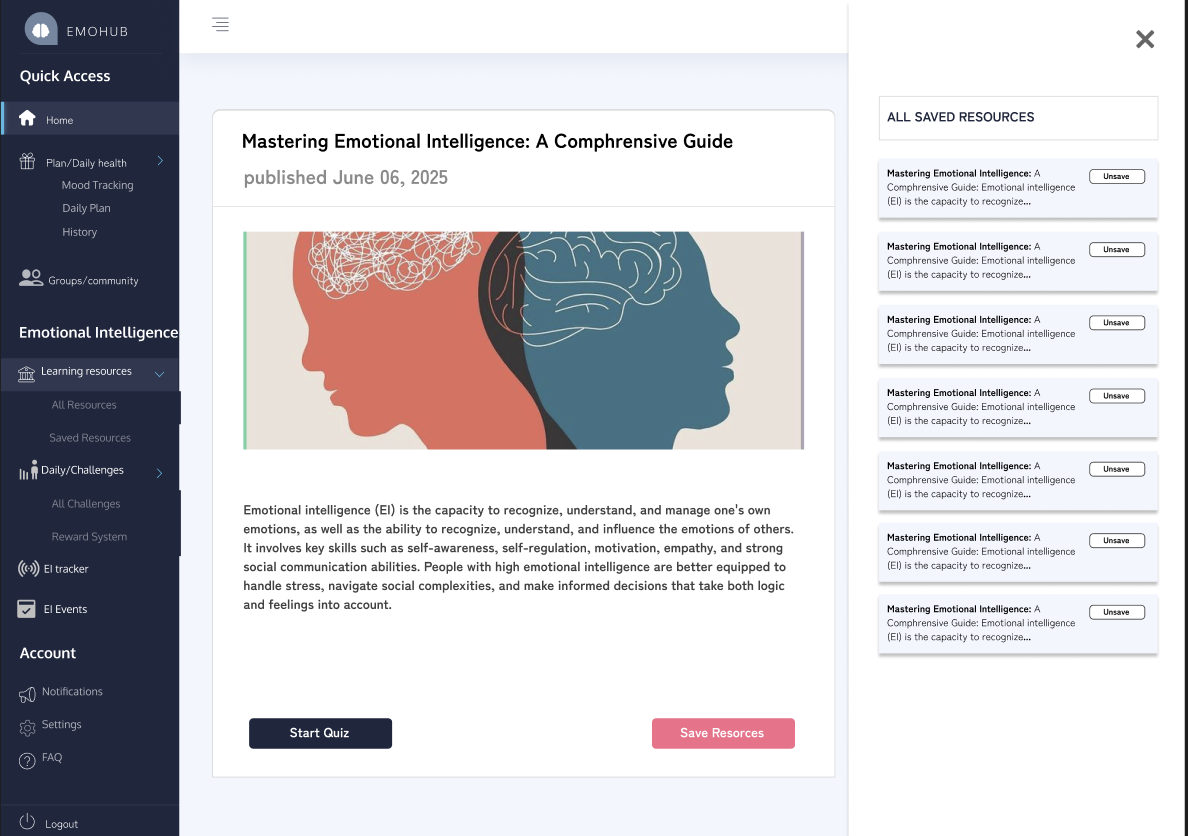 EMOHUB
Quick Access
Home
Plan/Daily health
Mood Tracking
Daily Plan
History
Groups/community
Emotional Intelligence
Learning resources
All Resources
Saved Resources
Daily/Challenges
All Challenges
Reward System
EI tracker
EI Events
Account
Notifications
Settings
FAQ
Logout
Mastering Emotional Intelligence: A Comphrensive Guide
published June 06, 2025
Emotional intelligence (EI) is the capacity to recognize, understand, and manage one's own
emotions, as well as the ability to recognize, understand, and influence the emotions of others.
It involves key skills such as self-awareness, self-regulation, motivation, empathy, and strong
social communication abilities. People with high emotional intelligence are better equipped to
handle stress, navigate social complexities, and make informed decisions that take both logic
and feelings into account.
Start Quiz
Save Resorces
ALL SAVED RESOURCES
Mastering Emotional Intelligence: A
Comphrensive Guide: Emotional intelligence
(EI) is the capacity to recognize...
Unsave
Mastering Emotional Intelligence: A
Comphrensive Guide: Emotional intelligence
(EI) is the capacity to recognize...
Unsave
Mastering Emotional Intelligence: A
Comphrensive Guide: Emotional intelligence
(EI) is the capacity to recognize...
Unsave
Mastering Emotional Intelligence: A
Comphrensive Guide: Emotional intelligence
(EI) is the capacity to recognize...
Unsave
Mastering Emotional Intelligence: A
Comphrensive Guide: Emotional intelligence
(EI) is the capacity to recognize...
Unsave
Mastering Emotional Intelligence: A
Comphrensive Guide: Emotional intelligence
(EI) is the capacity to recognize...
Unsave
Mastering Emotional Intelligence: A
Comphrensive Guide: Emotional intelligence
(EI) is the capacity to recognize...
Unsave